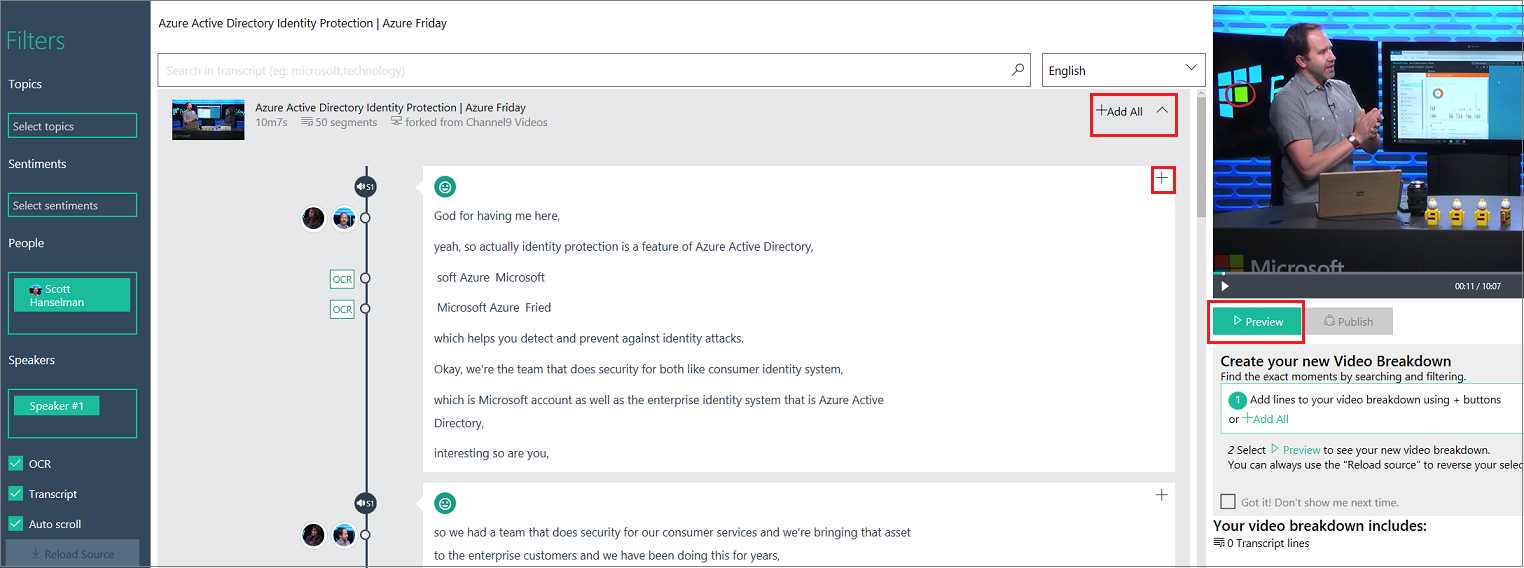 Filters
Topics
Select topics
Sentiments
Select sentiments
People
Scott
Hanselman
Speakers
Speaker #1
OCR
Transcript
Auto scroll
Reload Source
Azure Active Directory Identity Protection | Azure Friday
Search in transcript (eg: microsoft,technology)
English
Azure Active Directory Identity Protection | Azure Friday
10m7s 50 segments forked from Channel9 Videos
+Add All
S1
God for having me here,
yeah, so actually identity protection is a feature of Azure Active Directory,
OCR
soft Azure Microsoft
OCR
Microsoft Azure Fried
which helps you detect and prevent against identity attacks.
Okay, we're the team that does security for both like consumer identity system,
which is Microsoft account as well as the enterprise identity system that is Azure Active
Directory,
interesting so are you,
S1
so we had a team that does security for our consumer services and we're bringing that asset
to the enterprise customers and we have been doing this for years,
Microsoft
Microsoft
00:11 / 10:07
Preview
Publish
Create your new Video Breakdown
Find the exact moments by searching and filtering.
1 Add lines to your video breakdown using + buttons
or +Add All
2 Select Preview to see your new video breakdown.
You can always use the "Reload source" to reverse your selec
Got it! Don't show me next time.
Your video breakdown includes:
0 Transcript lines